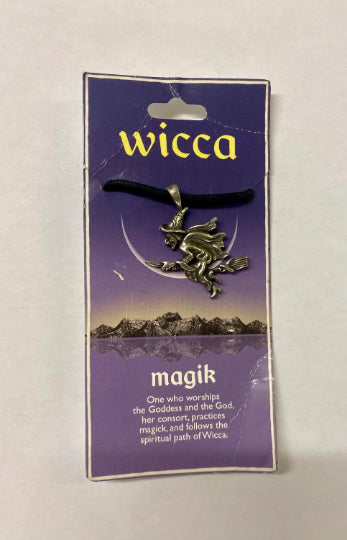 wicca
magik
One who worships
the Goddess and the God,
her consort, practices
magick, and follows the
spiritual path of Wicca.